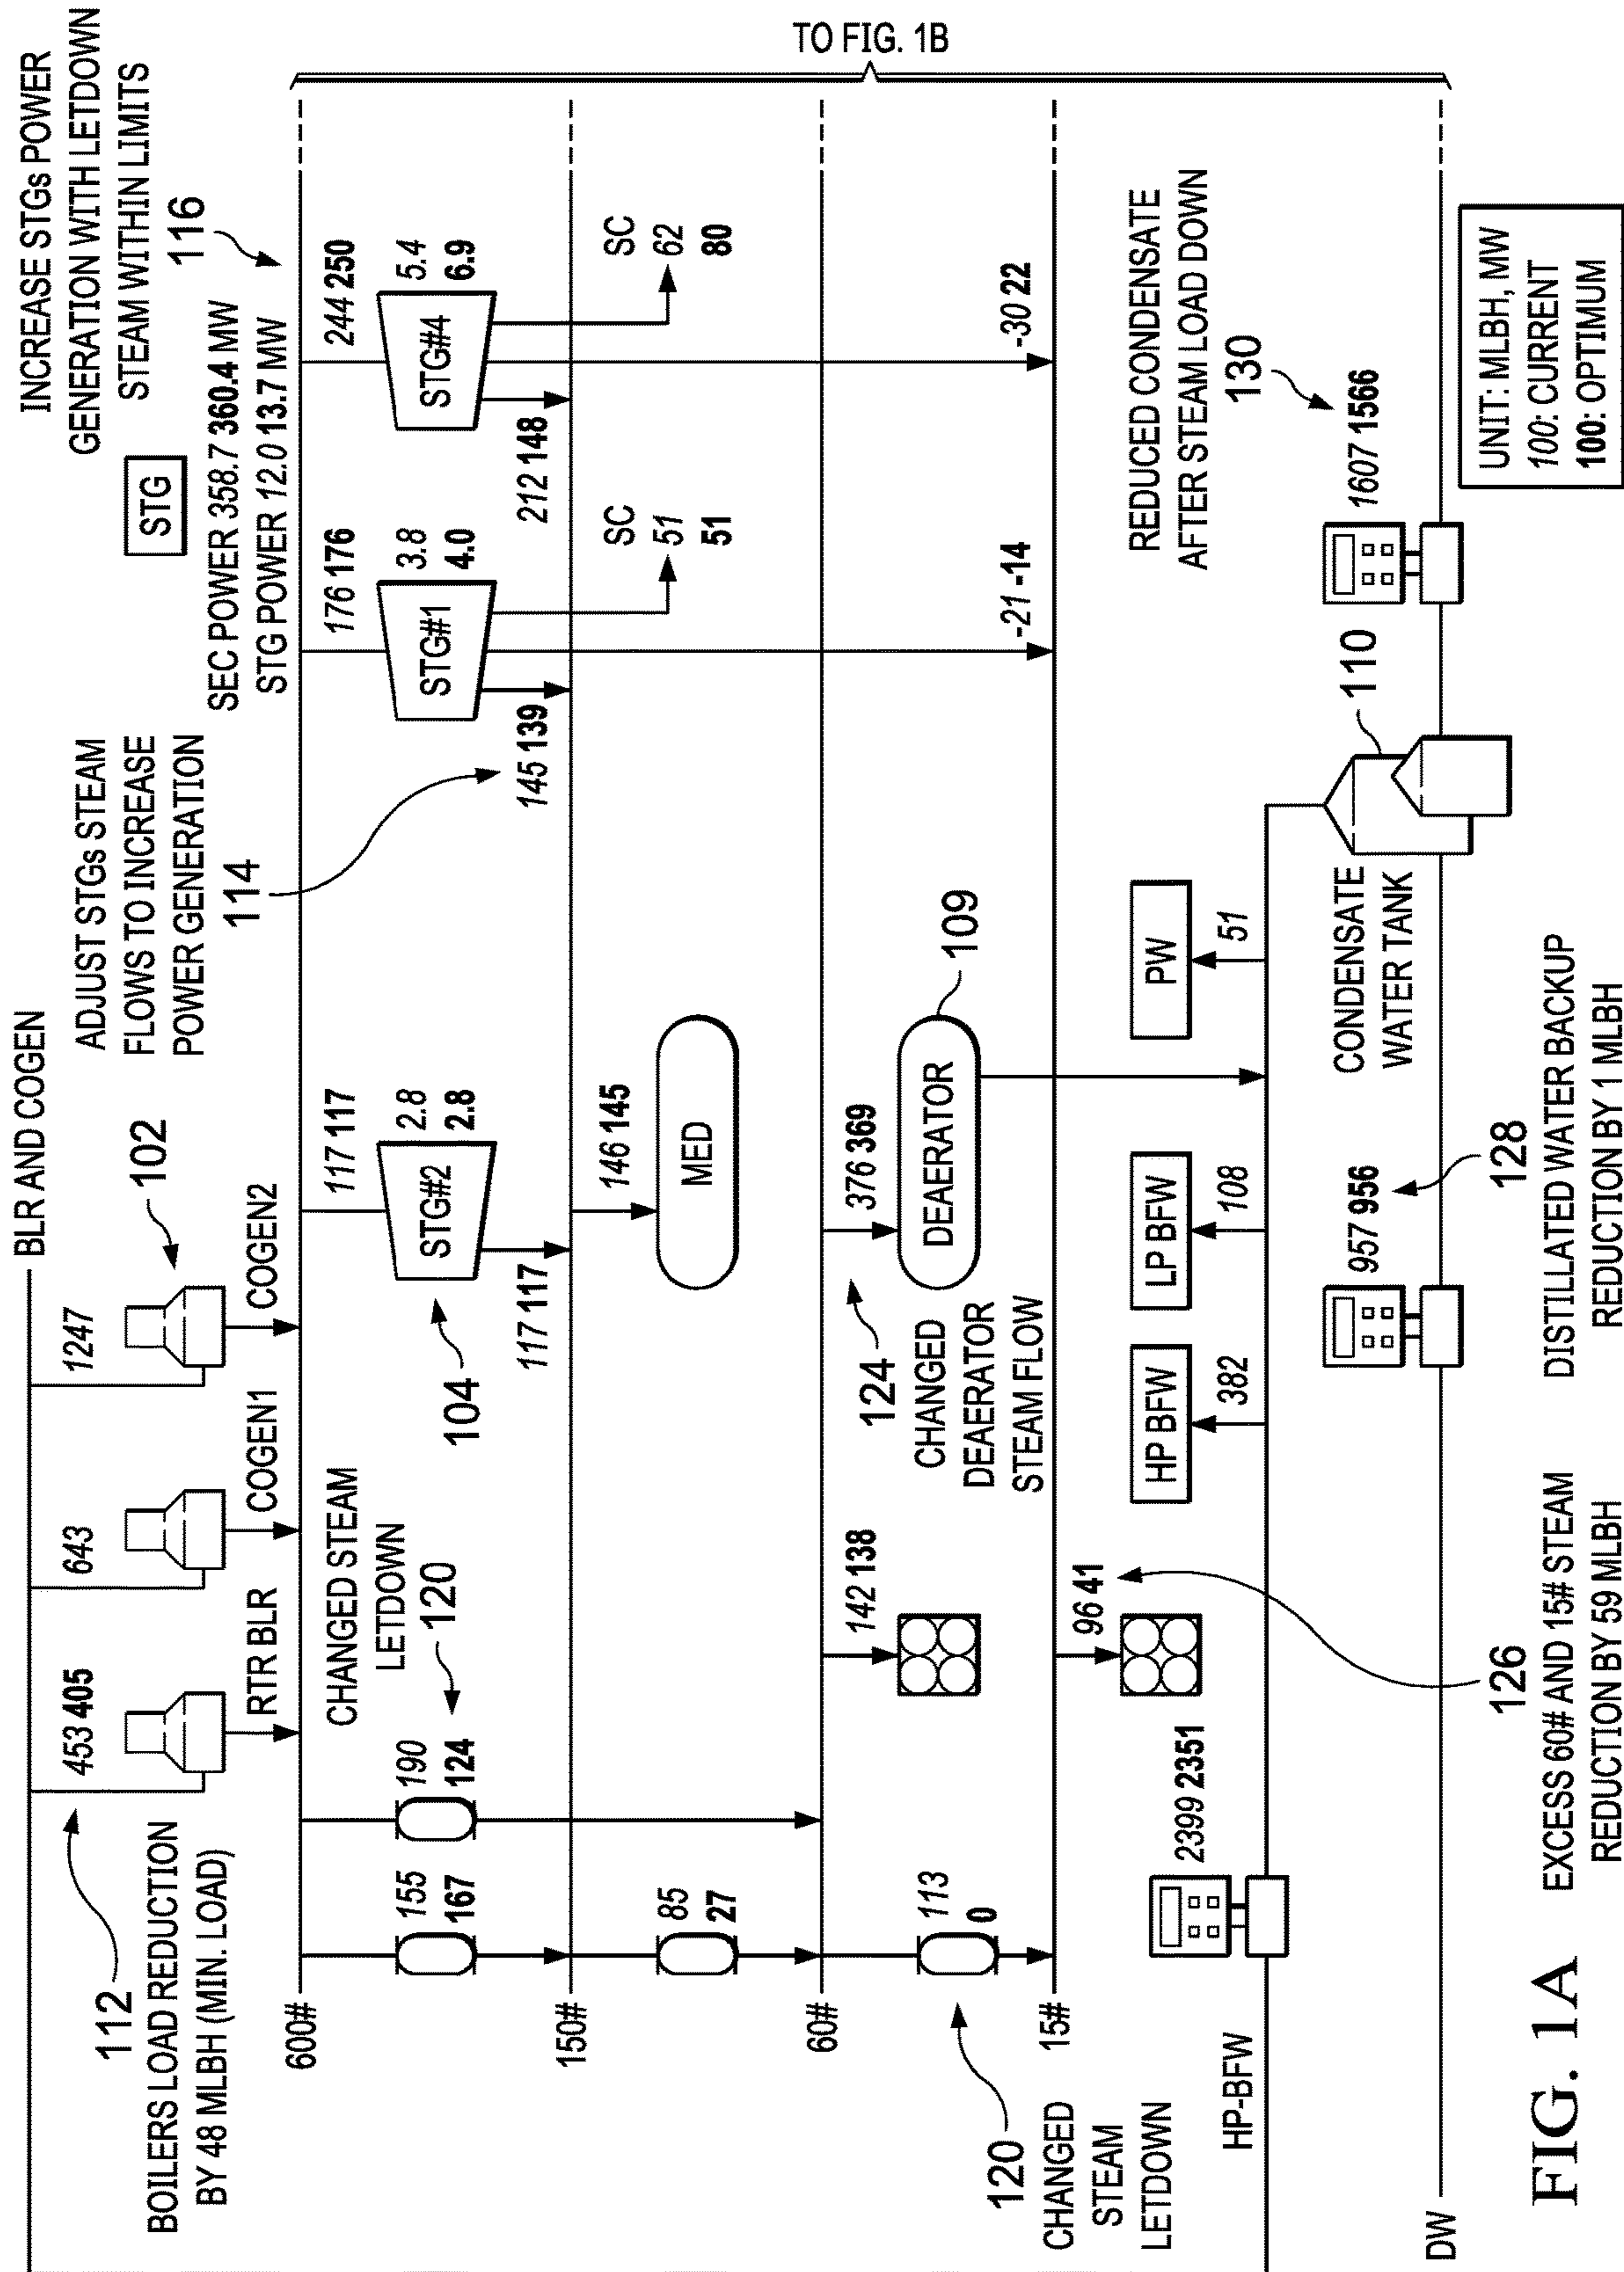 BLR AND COGEN
112
BOILERS LOAD REDUCTION
BY 48 MLBH (MIN. LOAD)
453 405
RTR BLR
643
COGEN1
1247
COGEN2
102
ADJUST STGs STEAM
FLOWS TO INCREASE
POWER GENERATION
114
INCREASE STGs POWER
GENERATION WITH LETDOWN
STEAM WITHIN LIMITS
116
STG
SEC POWER 358.7 360.4 MW
STG POWER 12.0 13.7 MW
600#
155
167
190
124
CHANGED STEAM
LETDOWN
120
104
117 117
STG#2
2.8
2.8
117 117
176 176
STG#1
3.8
4.0
145 139
SC
51
51
-21 -14
244 250
STG#4
5.4
6.9
212 148
SC
62
80
-30 22
150#
85
27
146 145
MED
60#
113
0
142 138
124
CHANGED
DEAERATOR
STEAM FLOW
376 369
DEAERATOR
109
15#
120
CHANGED
STEAM
LETDOWN
96 41
126
EXCESS 60# AND 15# STEAM
REDUCTION BY 59 MLBH
HP-BFW
2399 2351
HP BFW
382
LP BFW
108
PW
51
CONDENSATE
WATER TANK
110
REDUCED CONDENSATE
AFTER STEAM LOAD DOWN
130
1607 1566
DW
957 956
128
DISTILLATED WATER BACKUP
REDUCTION BY 1 MLBH
UNIT: MLBH, MW
100: CURRENT
100: OPTIMUM
TO FIG. 1B
FIG. 1A